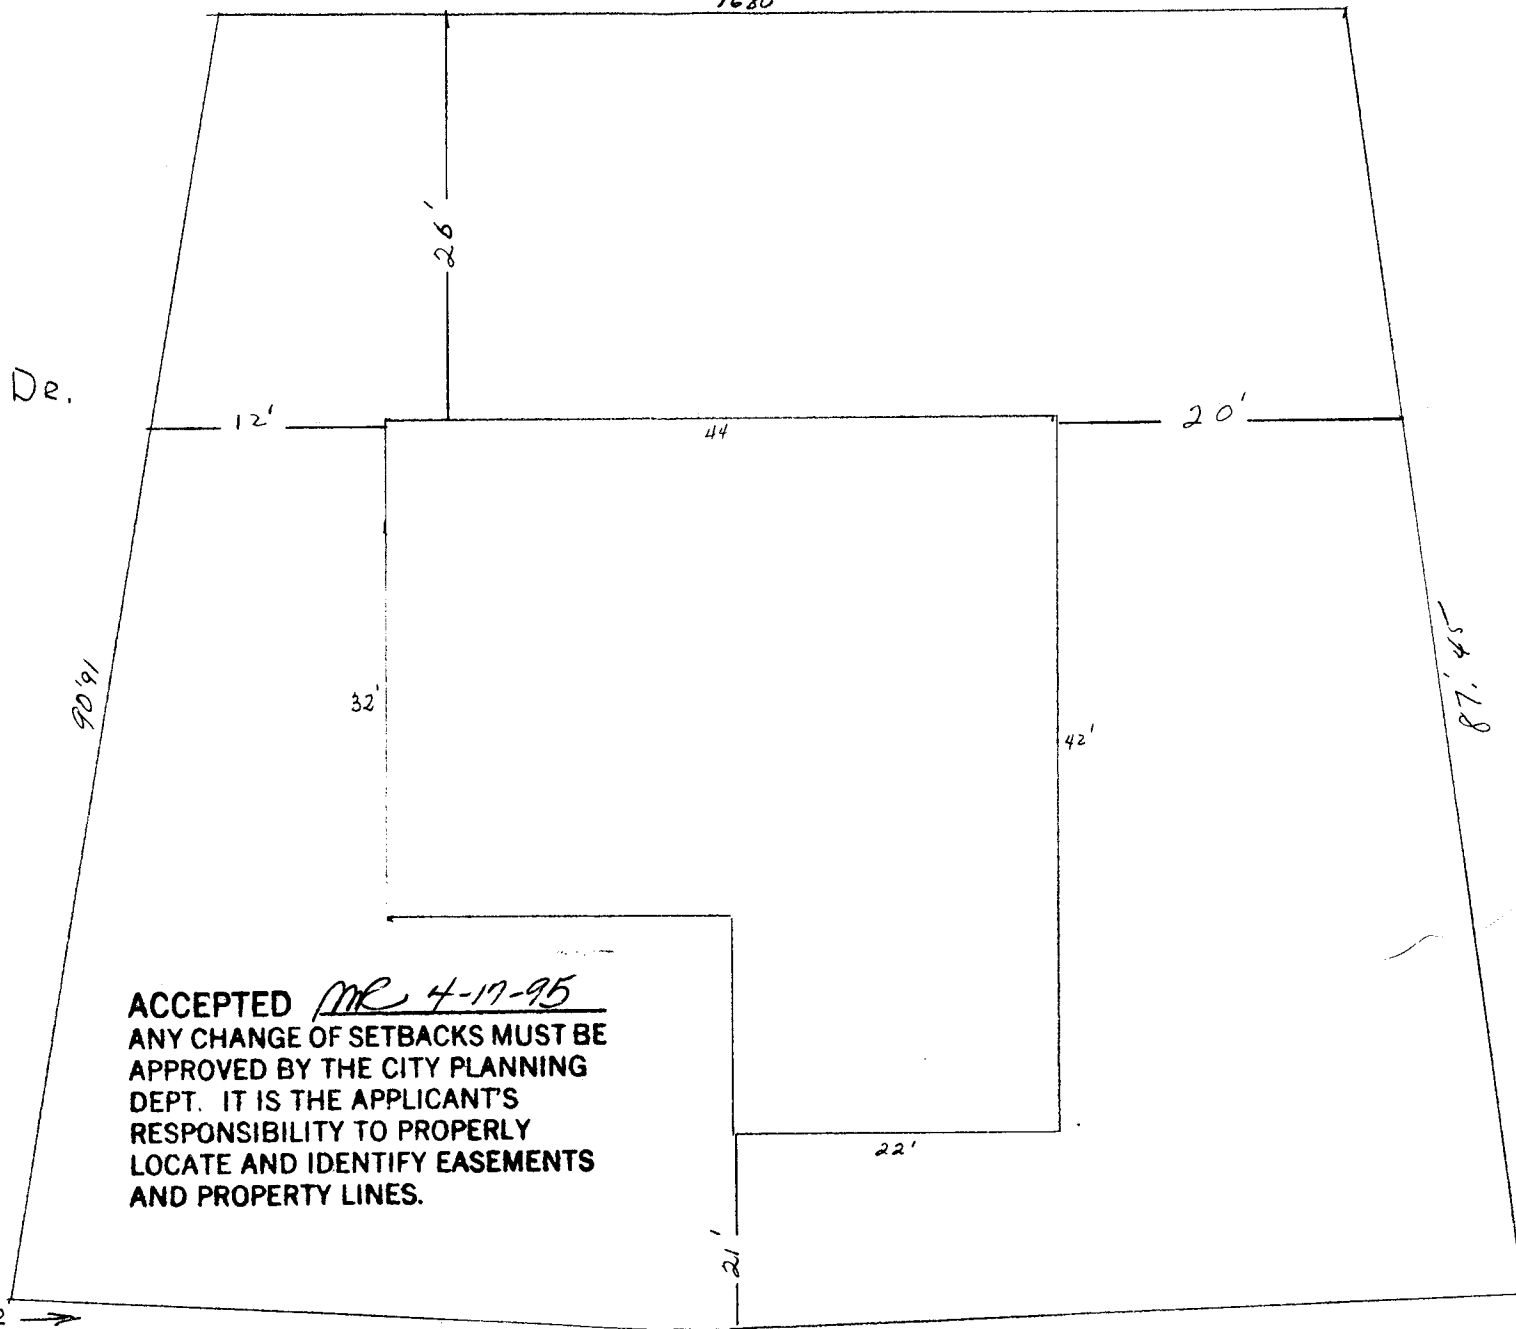 26'
De.
12'
44
20'
90'91
32'
42'
87.'45
ACCEPTED MR 4-17-95
ANY CHANGE OF SETBACKS MUST BE
APPROVED BY THE CITY PLANNING
DEPT. IT IS THE APPLICANT'S
RESPONSIBILITY TO PROPERLY
LOCATE AND IDENTIFY EASEMENTS
AND PROPERTY LINES.
22'
21'